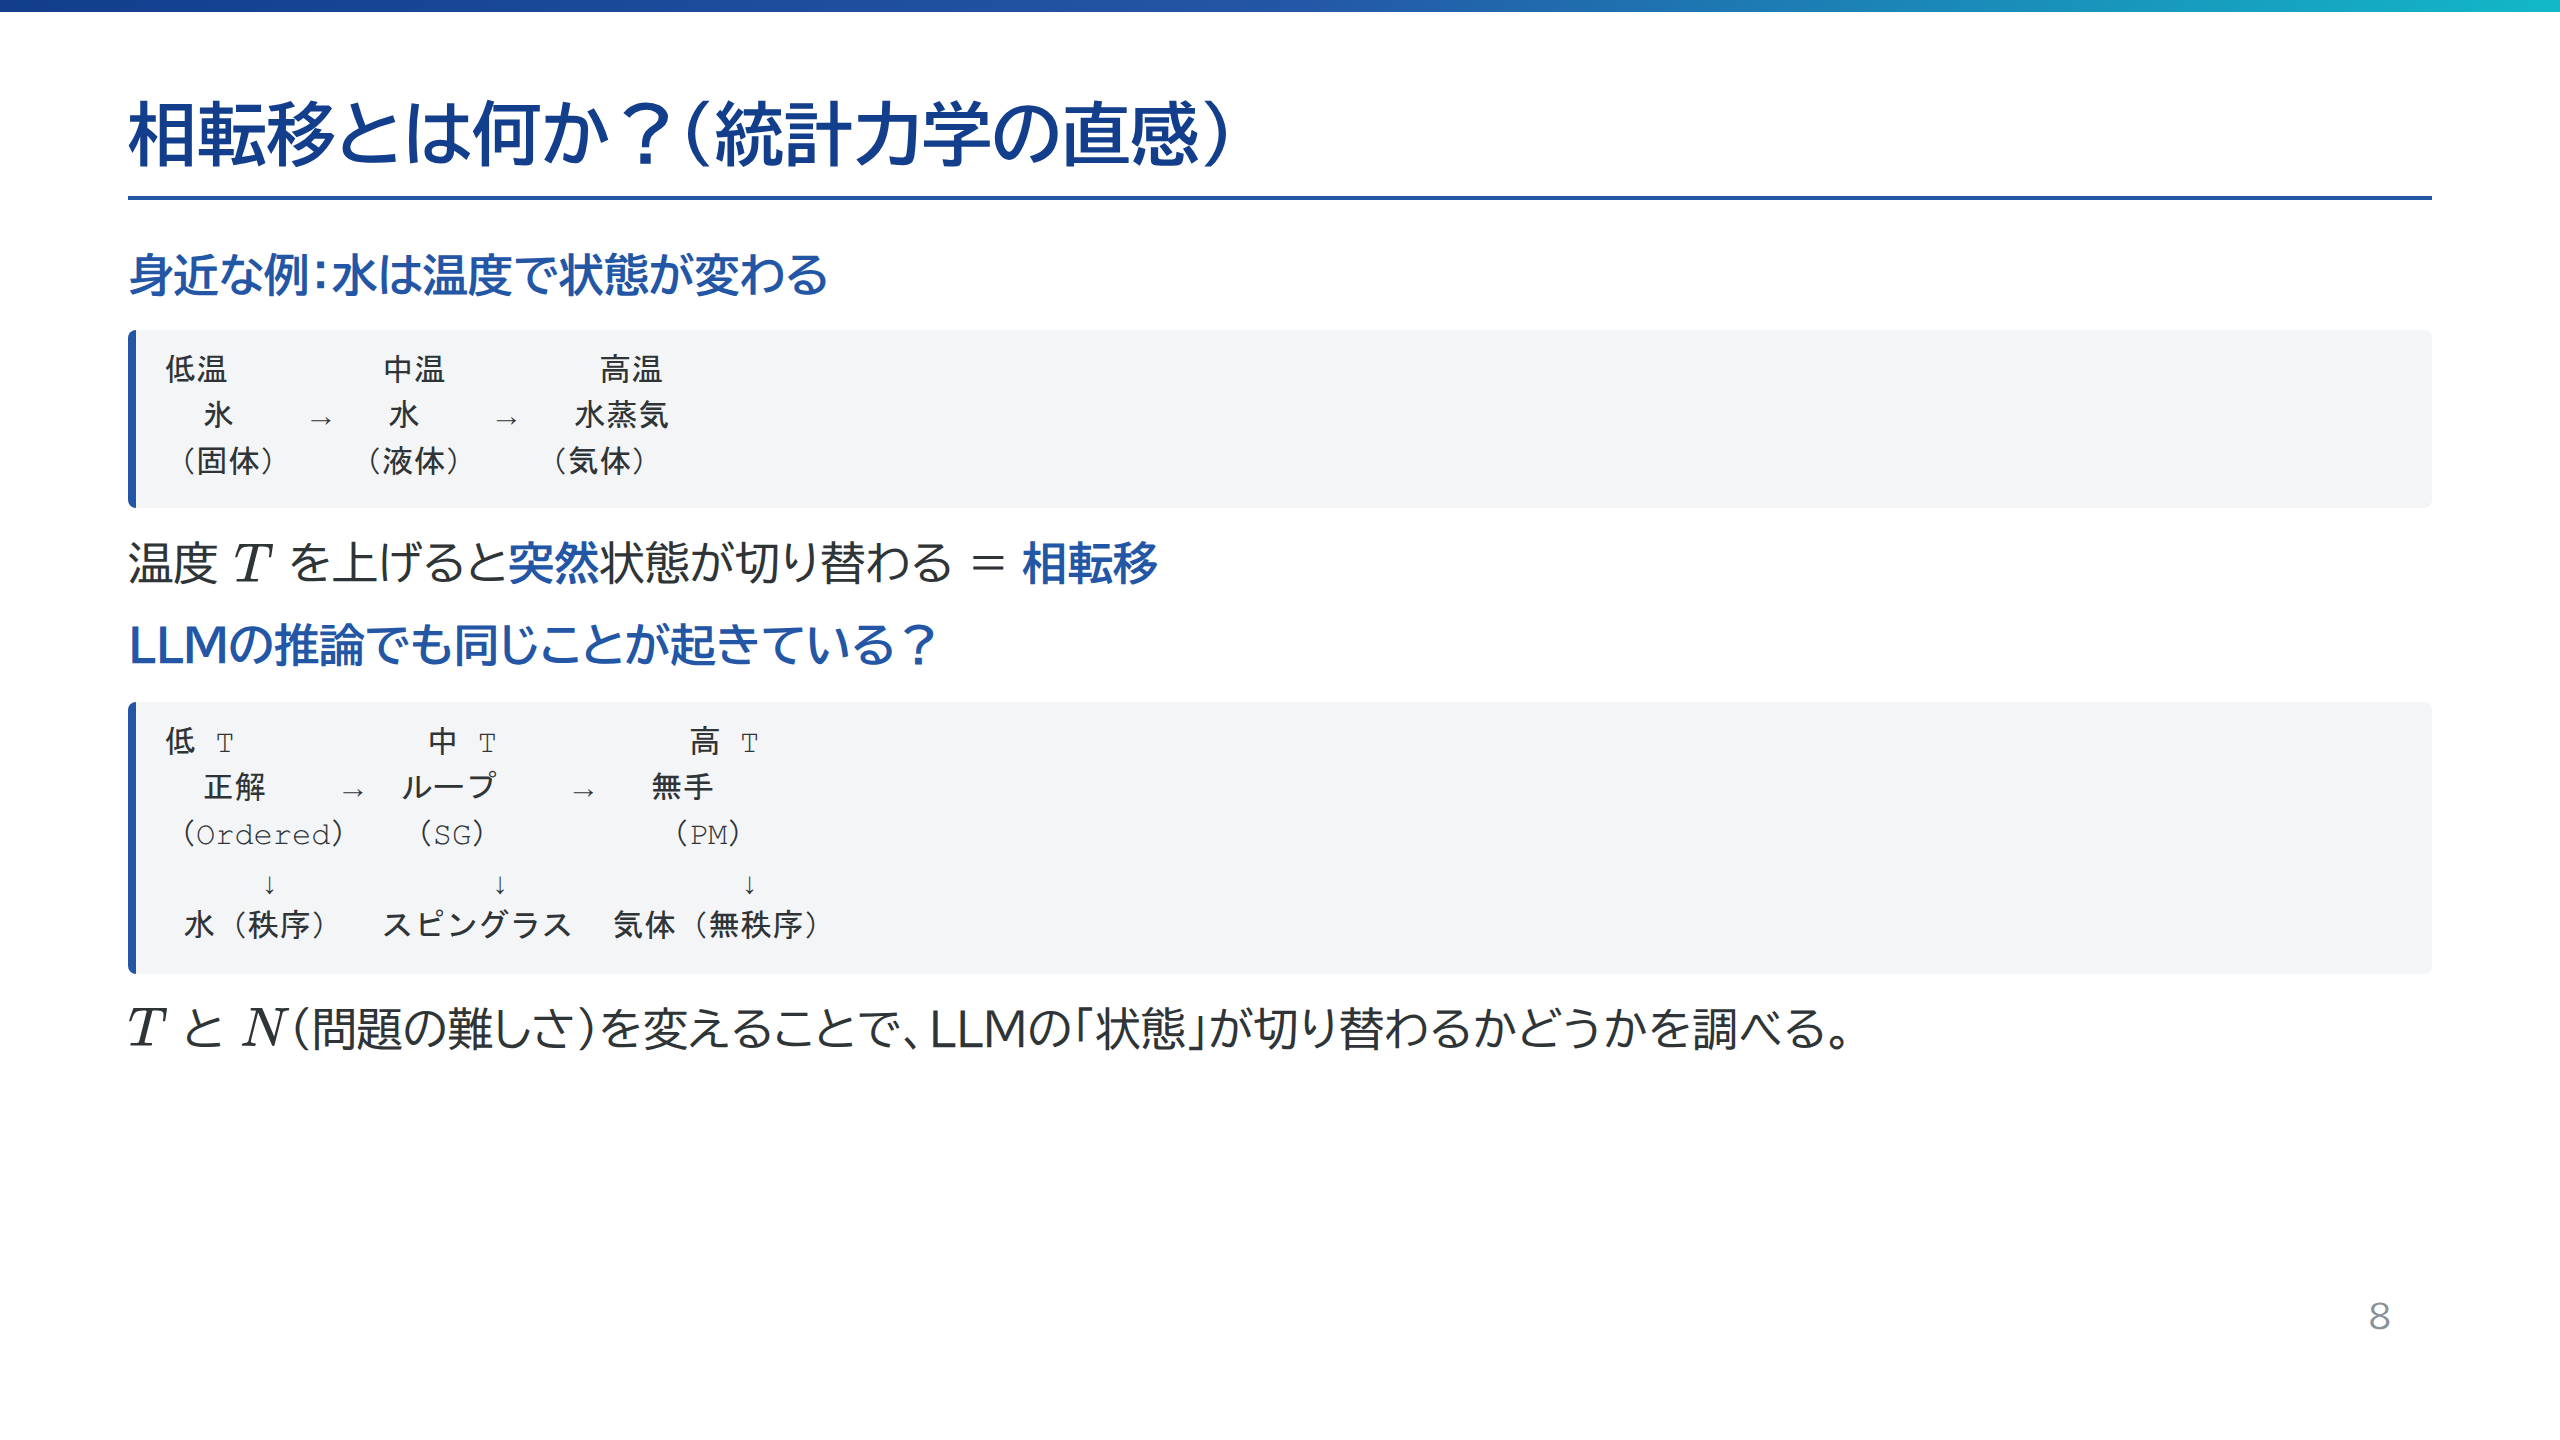 相転移とは何か？（統計力学の直感）
身近な例：水は温度で状態が変わる
低温 中温 高温
氷 → 水 → 水蒸気
（固体） （液体） （気体）
温度 T を上げると突然状態が切り替わる ＝ 相転移
LLMの推論でも同じことが起きている？
低 T 中 T 高 T
正解 → ループ → 無手
（Ordered） （SG） （PM）
↓ ↓ ↓
水（秩序） スピングラス 気体（無秩序）
T と N（問題の難しさ）を変えることで、LLMの「状態」が切り替わるかどうかを調べる。
8